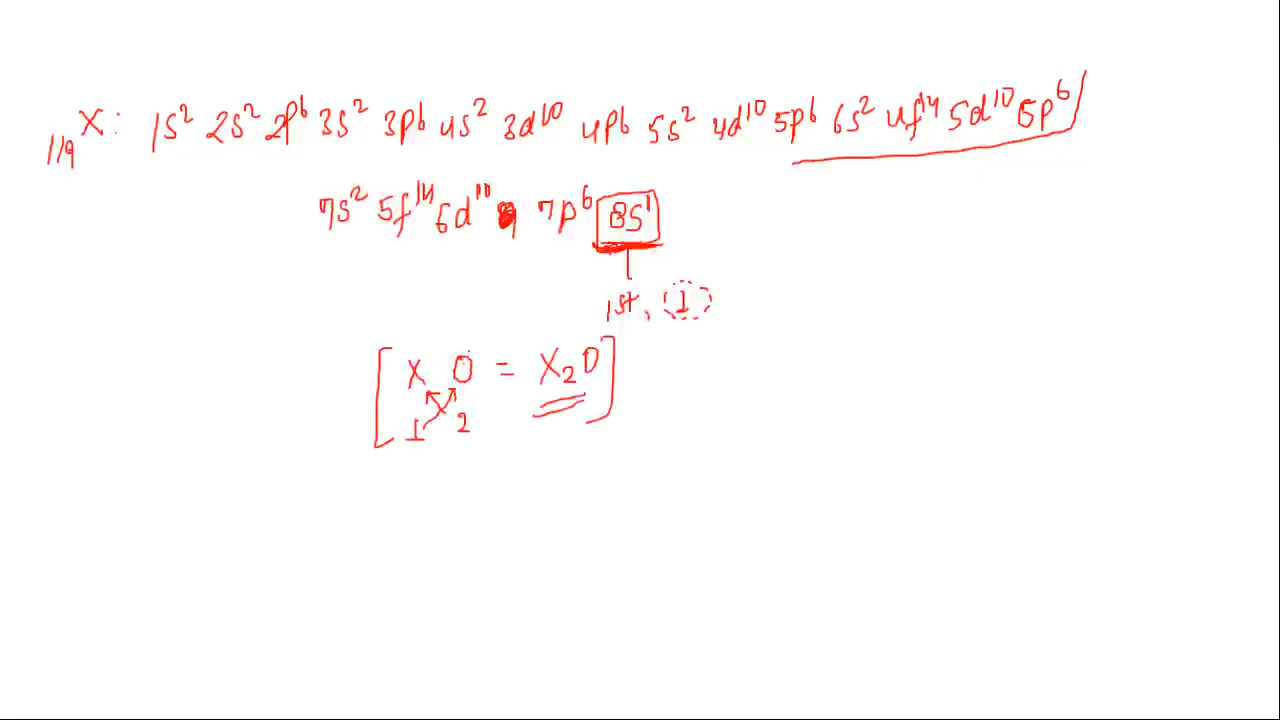 119X: 1s² 2s² 2p⁶ 3s² 3p⁶ 4s² 3d¹⁰ 4p⁶ 5s² 4d¹⁰ 5p⁶ 6s² 4f¹⁴ 5d¹⁰ 6p⁶
7s² 5f¹⁴ 6d¹⁰ 7p⁶ 8s¹
1st, 1
X O = X₂O
1 2